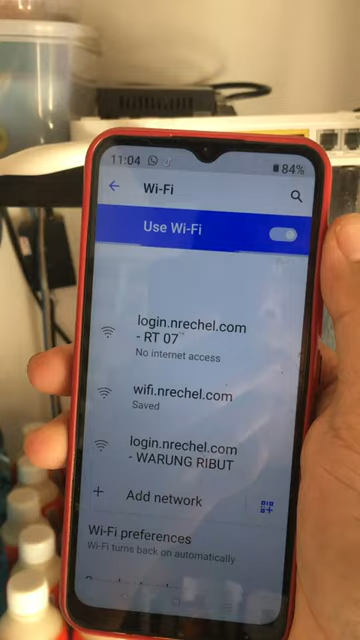 11:04
84%
Wi-Fi
Use Wi-Fi
login.nrechel.com
- RT 07
No internet access
wifi.nrechel.com
Saved
login.nrechel.com
- WARUNG RIBUT
Add network
Wi-Fi preferences
Wi-Fi turns back on automatically